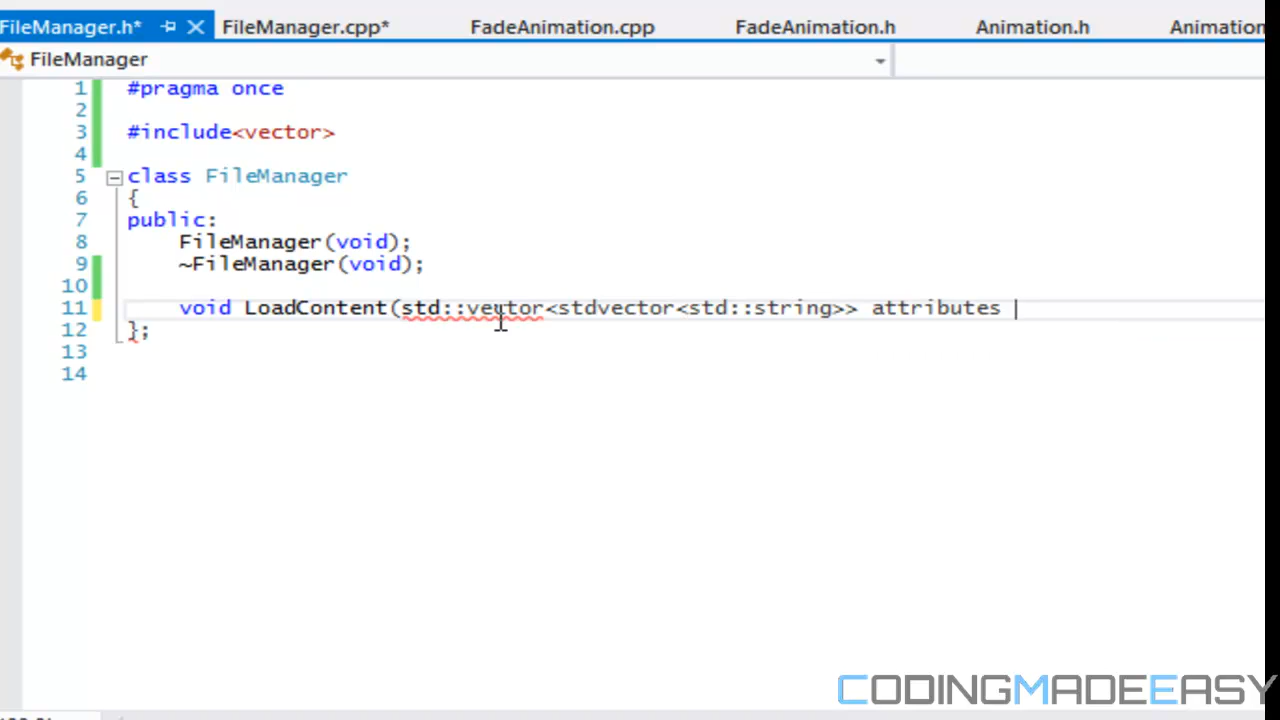 FileManager.h* FileManager.cpp* FadeAnimation.cpp FadeAnimation.h Animation.h Animation
FileManager
1 #pragma once
2
3 #include<vector>
4
5 class FileManager
6 {
7 public:
8 FileManager(void);
9 ~FileManager(void);
10
11 void LoadContent(std::vector<stdvector<std::string>> attributes
12 };
13
14
CODINGMADEEASY